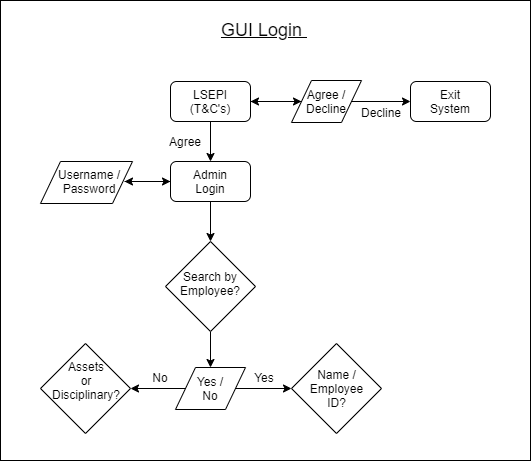 GUI Login
LSEPI
(T&C's)
Agree /
Decline
Exit
System
Decline
Agree
Username /
Password
Admin
Login
Search by
Employee?
Assets
or
Disciplinary?
No
Yes /
No
Yes
Name /
Employee
ID?